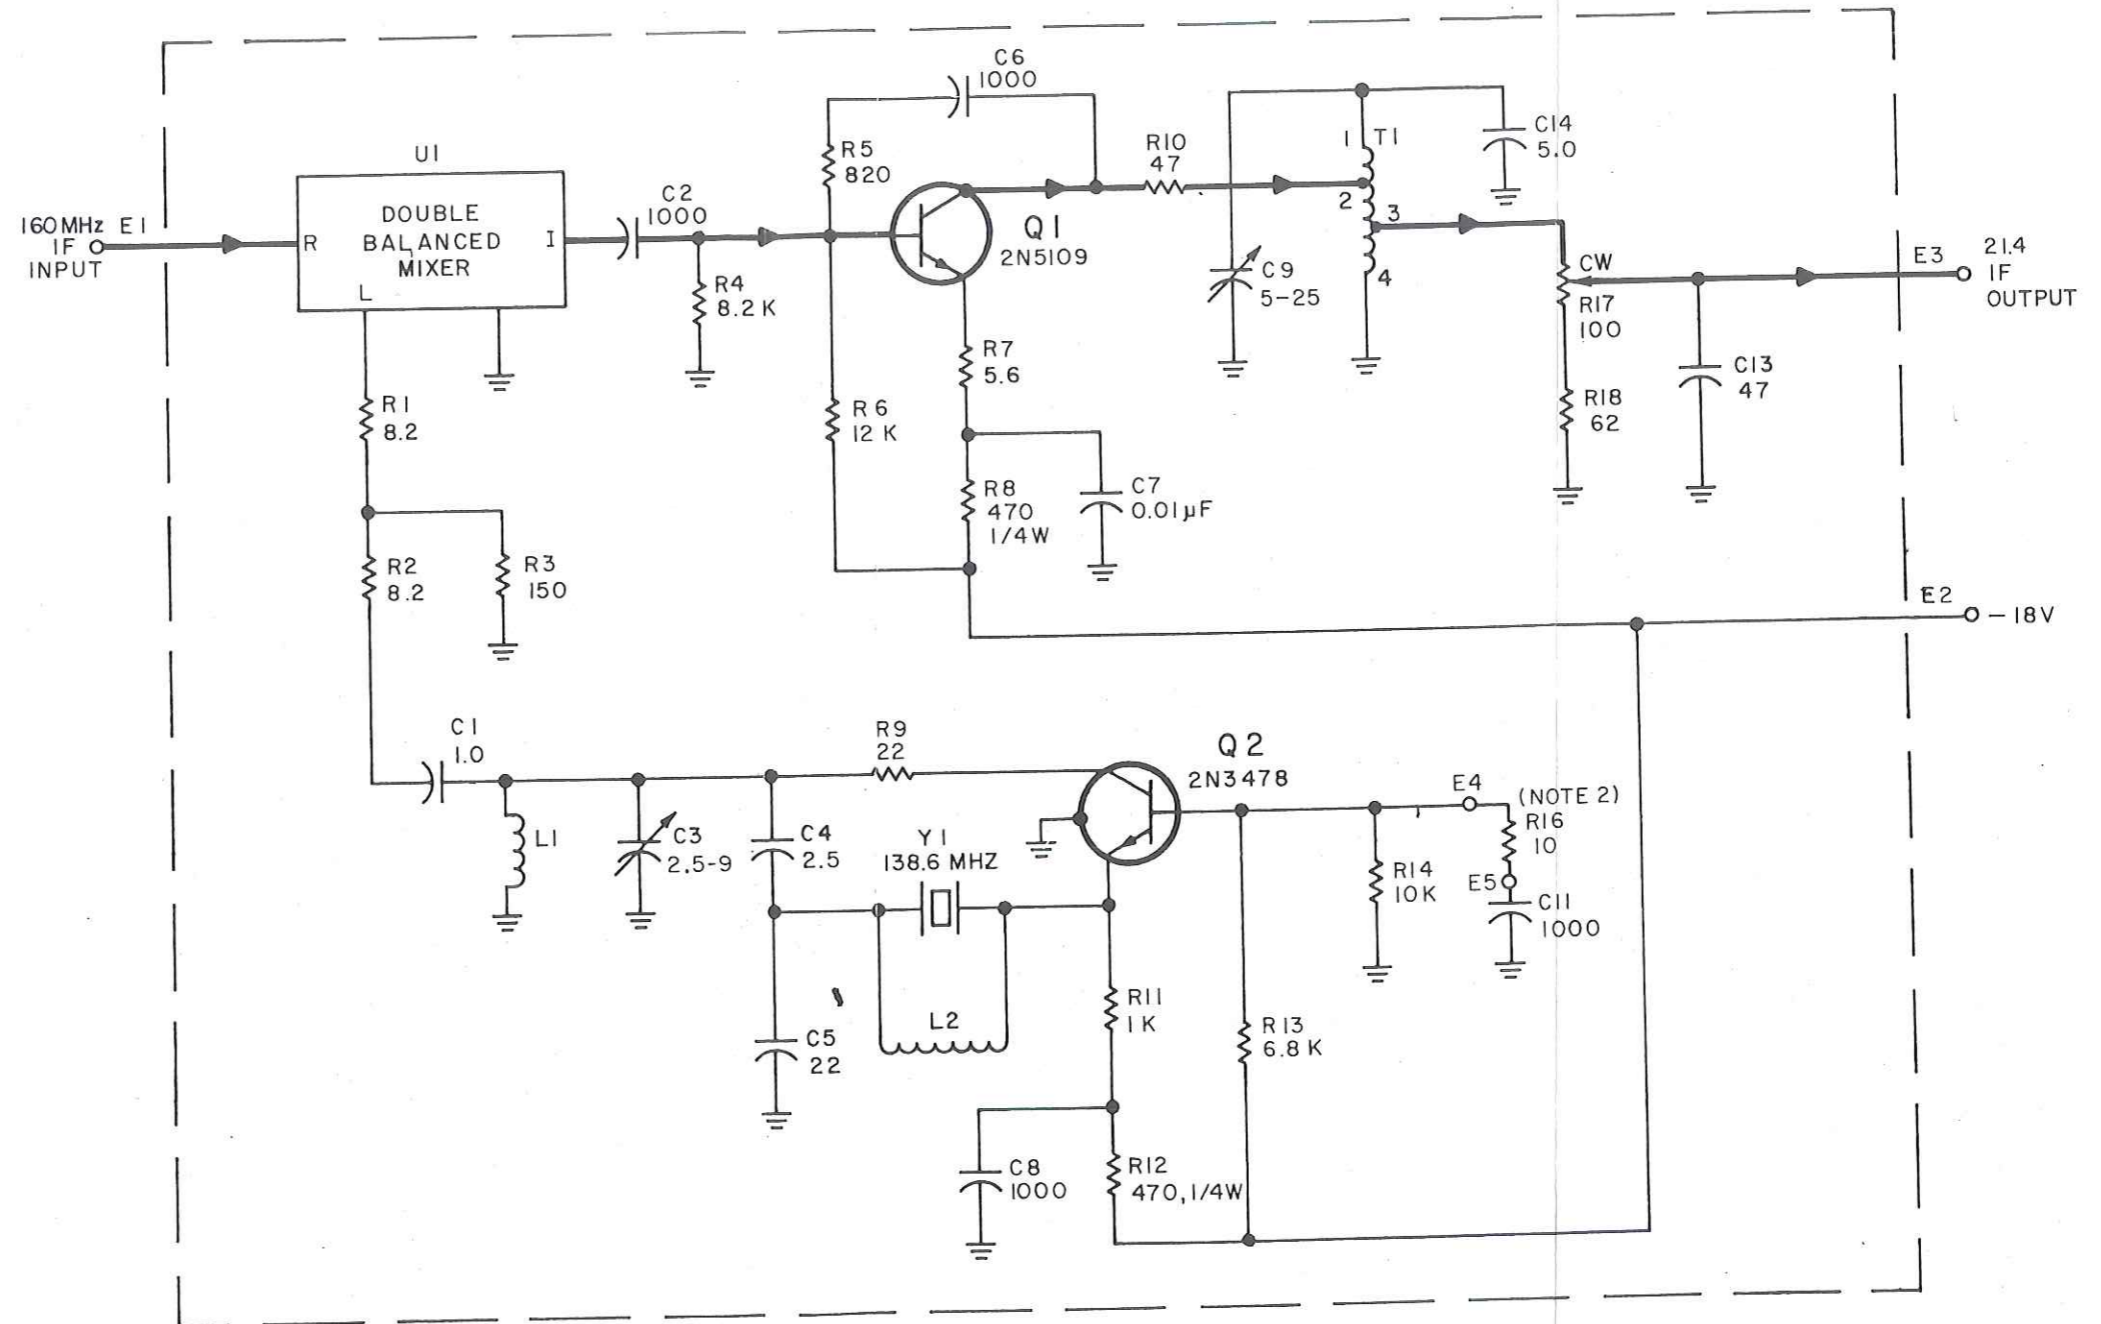 C6
1000
U1
R5
820
R10
47
1
T1
C14
5.0
C2
1000
DOUBLE
BALANCED
MIXER
R
I
L
160MHz E1
IF
INPUT
Q1
2N5109
2
3
4
C9
5-25
CW
R17
100
E3
21.4
IF
OUTPUT
R4
8.2K
R7
5.6
C13
47
R1
8.2
R6
12 K
R18
62
R8
470
1/4W
C7
0.01µF
R2
8.2
R3
150
E2
-18V
C1
1.0
R9
22
Q2
2N3478
E4
(NOTE 2)
R16
10
L1
C3
2.5-9
C4
2.5
Y1
138.6 MHZ
R14
10K
E5
C11
1000
R11
1K
L2
C5
22
R13
6.8K
C8
1000
R12
470,1/4W